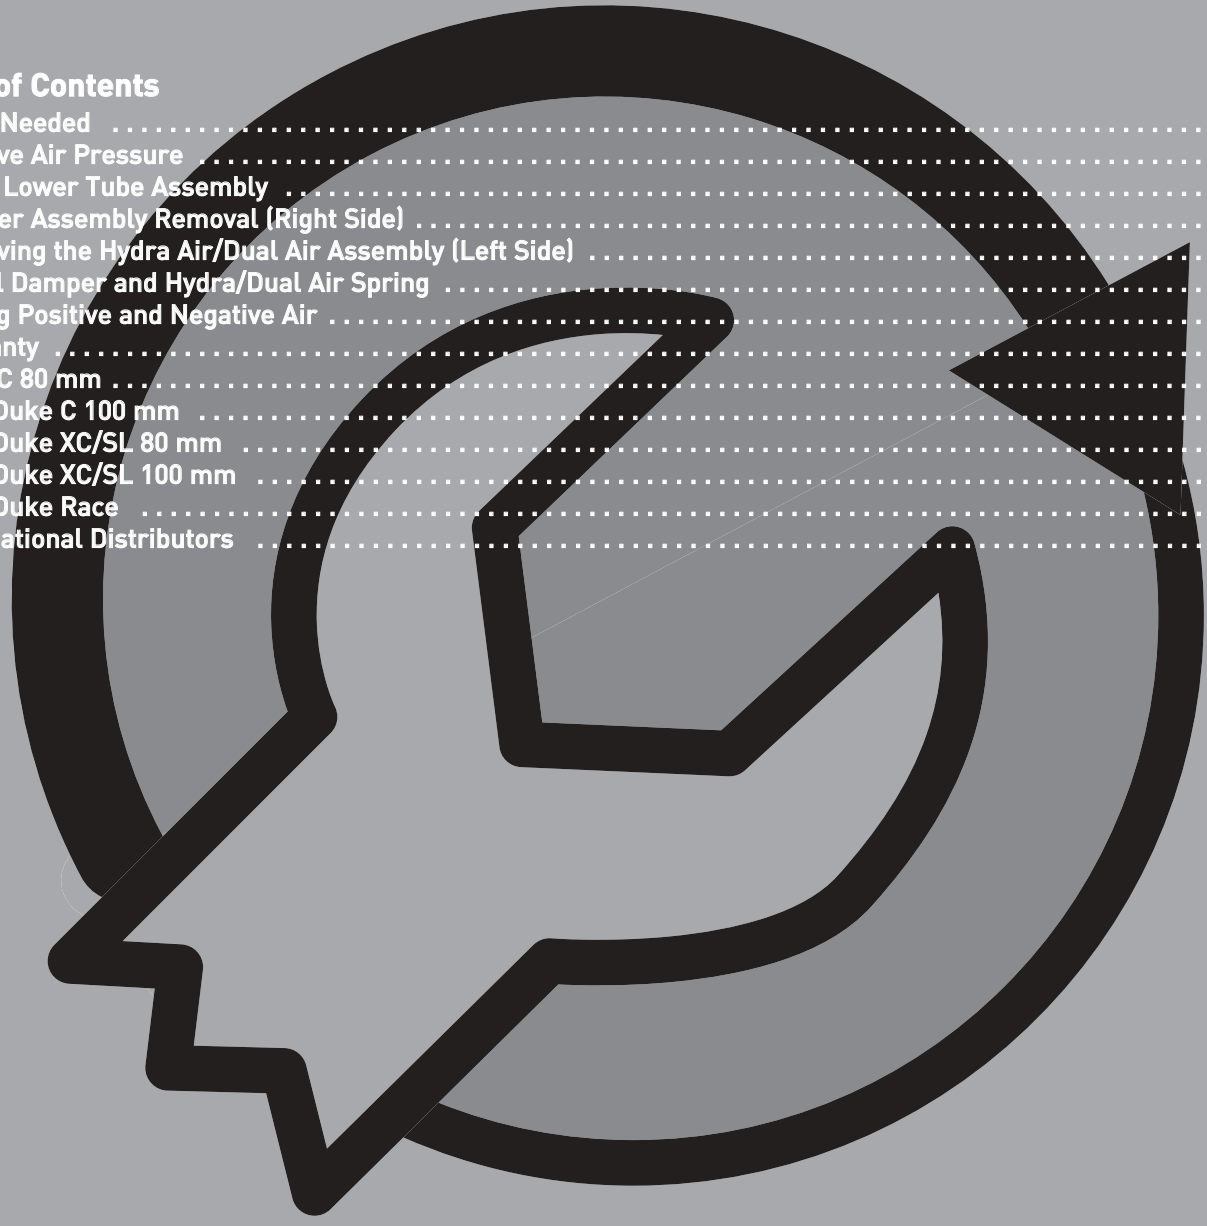 of Contents
Needed ........................................................................
ve Air Pressure ........................................................................
Lower Tube Assembly ........................................................................
er Assembly Removal (Right Side) ........................................................................
ving the Hydra Air/Dual Air Assembly (Left Side) ........................................................................
l Damper and Hydra/Dual Air Spring ........................................................................
g Positive and Negative Air ........................................................................
nty ........................................................................
C 80 mm ........................................................................
Duke C 100 mm ........................................................................
Duke XC/SL 80 mm ........................................................................
Duke XC/SL 100 mm ........................................................................
Duke Race ........................................................................
ational Distributors ........................................................................